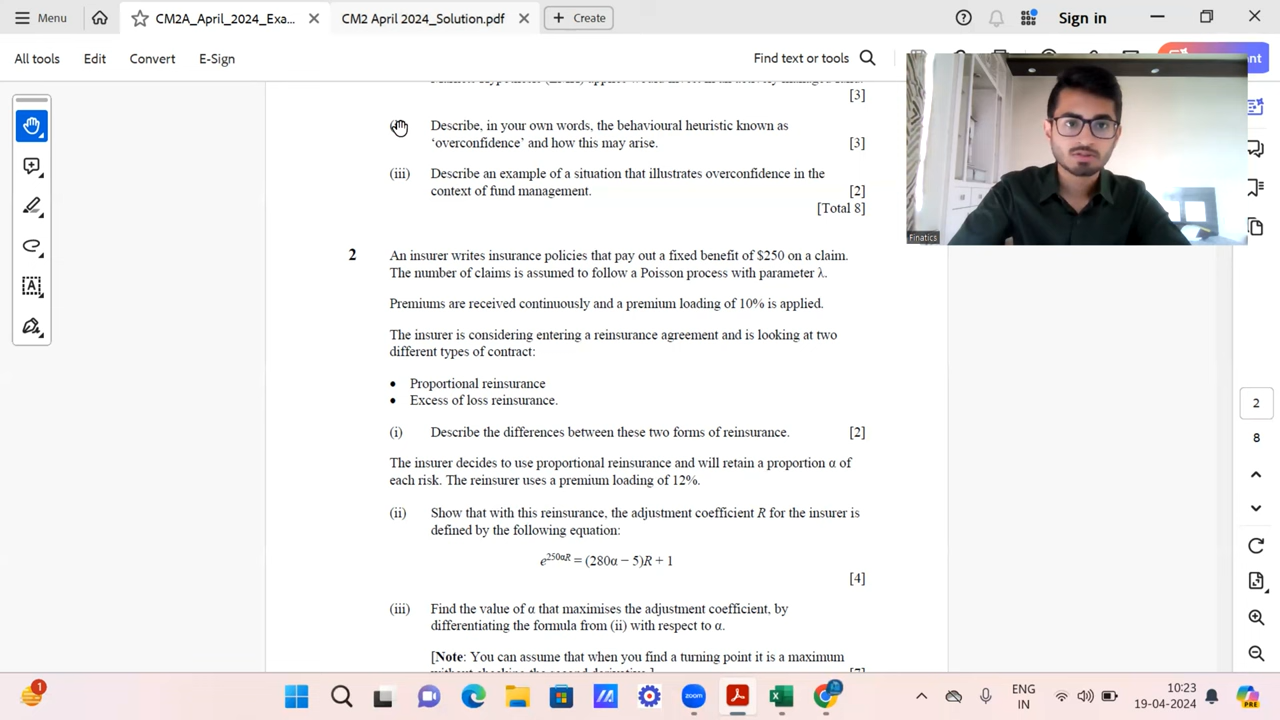 Menu
CM2A_April_2024_Exa...
CM2 April 2024_Solution.pdf
Create
Sign in
All tools
Edit
Convert
E-Sign
Find text or tools
[3]
Describe, in your own words, the behavioural heuristic known as
‘overconfidence’ and how this may arise.
[3]
(iii) Describe an example of a situation that illustrates overconfidence in the
context of fund management.
[2]
[Total 8]
2 An insurer writes insurance policies that pay out a fixed benefit of $250 on a claim.
The number of claims is assumed to follow a Poisson process with parameter λ.
Premiums are received continuously and a premium loading of 10% is applied.
The insurer is considering entering a reinsurance agreement and is looking at two
different types of contract:
• Proportional reinsurance
• Excess of loss reinsurance.
(i) Describe the differences between these two forms of reinsurance. [2]
The insurer decides to use proportional reinsurance and will retain a proportion α of
each risk. The reinsurer uses a premium loading of 12%.
(ii) Show that with this reinsurance, the adjustment coefficient R for the insurer is
defined by the following equation:
e^250αR = (280α − 5)R + 1
[4]
(iii) Find the value of α that maximises the adjustment coefficient, by
differentiating the formula from (ii) with respect to α.
[Note: You can assume that when you find a turning point it is a maximum
Finatics
2
8
1
zoom
ENG
IN
10:23
19-04-2024
PRE